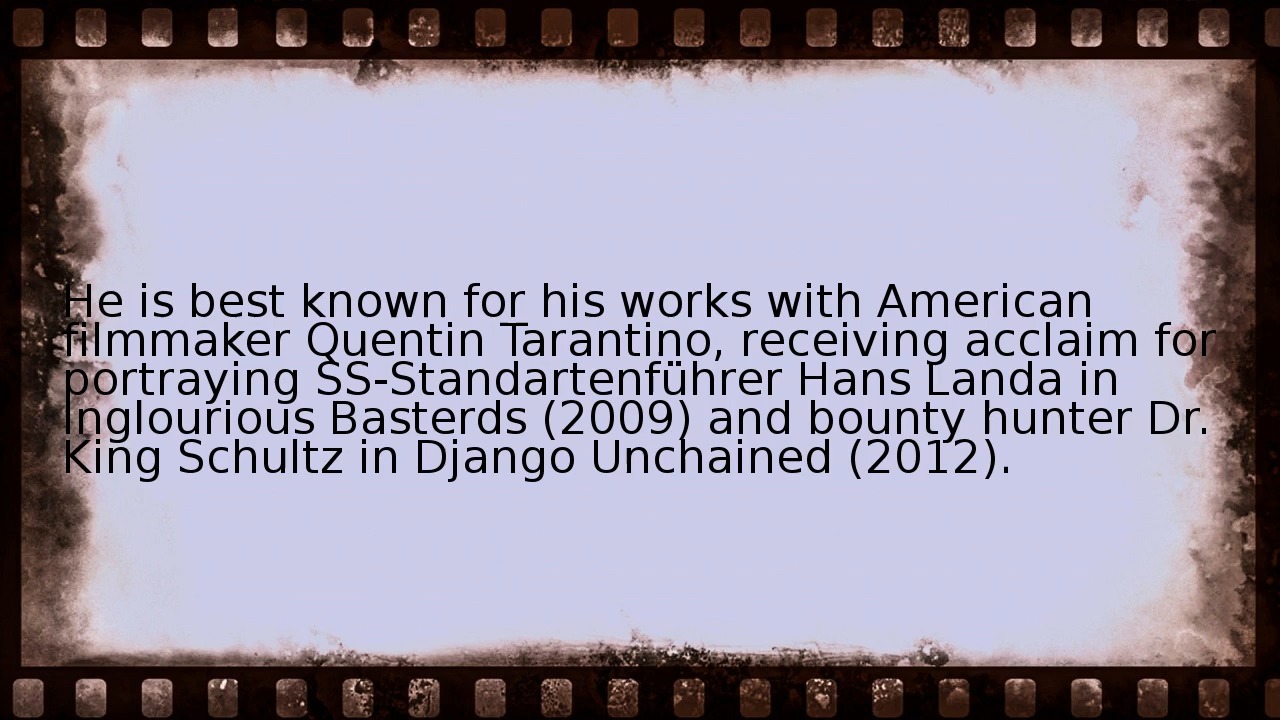 He is best known for his works with American
filmmaker Quentin Tarantino, receiving acclaim for
portraying SS-Standartenführer Hans Landa in
Inglourious Basterds (2009) and bounty hunter Dr.
King Schultz in Django Unchained (2012).